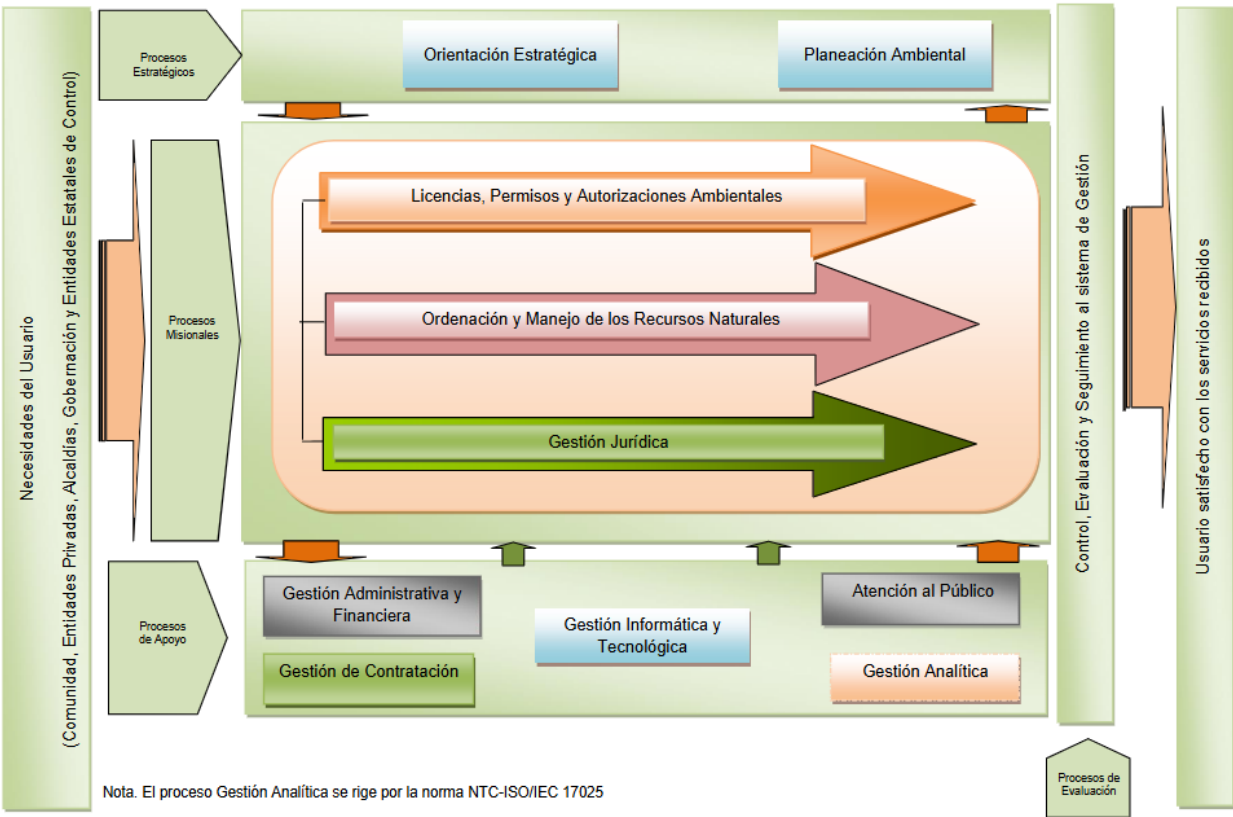 Necesidades del Usuario
(Comunidad, Entidades Privadas, Alcaldías, Gobernación y Entidades Estatales de Control)
Procesos
Estratégicos
Orientación Estratégica
Planeación Ambiental
Procesos
Misionales
Licencias, Permisos y Autorizaciones Ambientales
Ordenación y Manejo de los Recursos Naturales
Gestión Jurídica
Procesos
de Apoyo
Gestión Administrativa y
Financiera
Gestión de Contratación
Gestión Informática y
Tecnológica
Atención al Público
Gestión Analítica
Control, Evaluación y Seguimiento al sistema de Gestión
Procesos de
Evaluación
Usuario satisfecho con los servicios recibidos
Nota. El proceso Gestión Analítica se rige por la norma NTC-ISO/IEC 17025